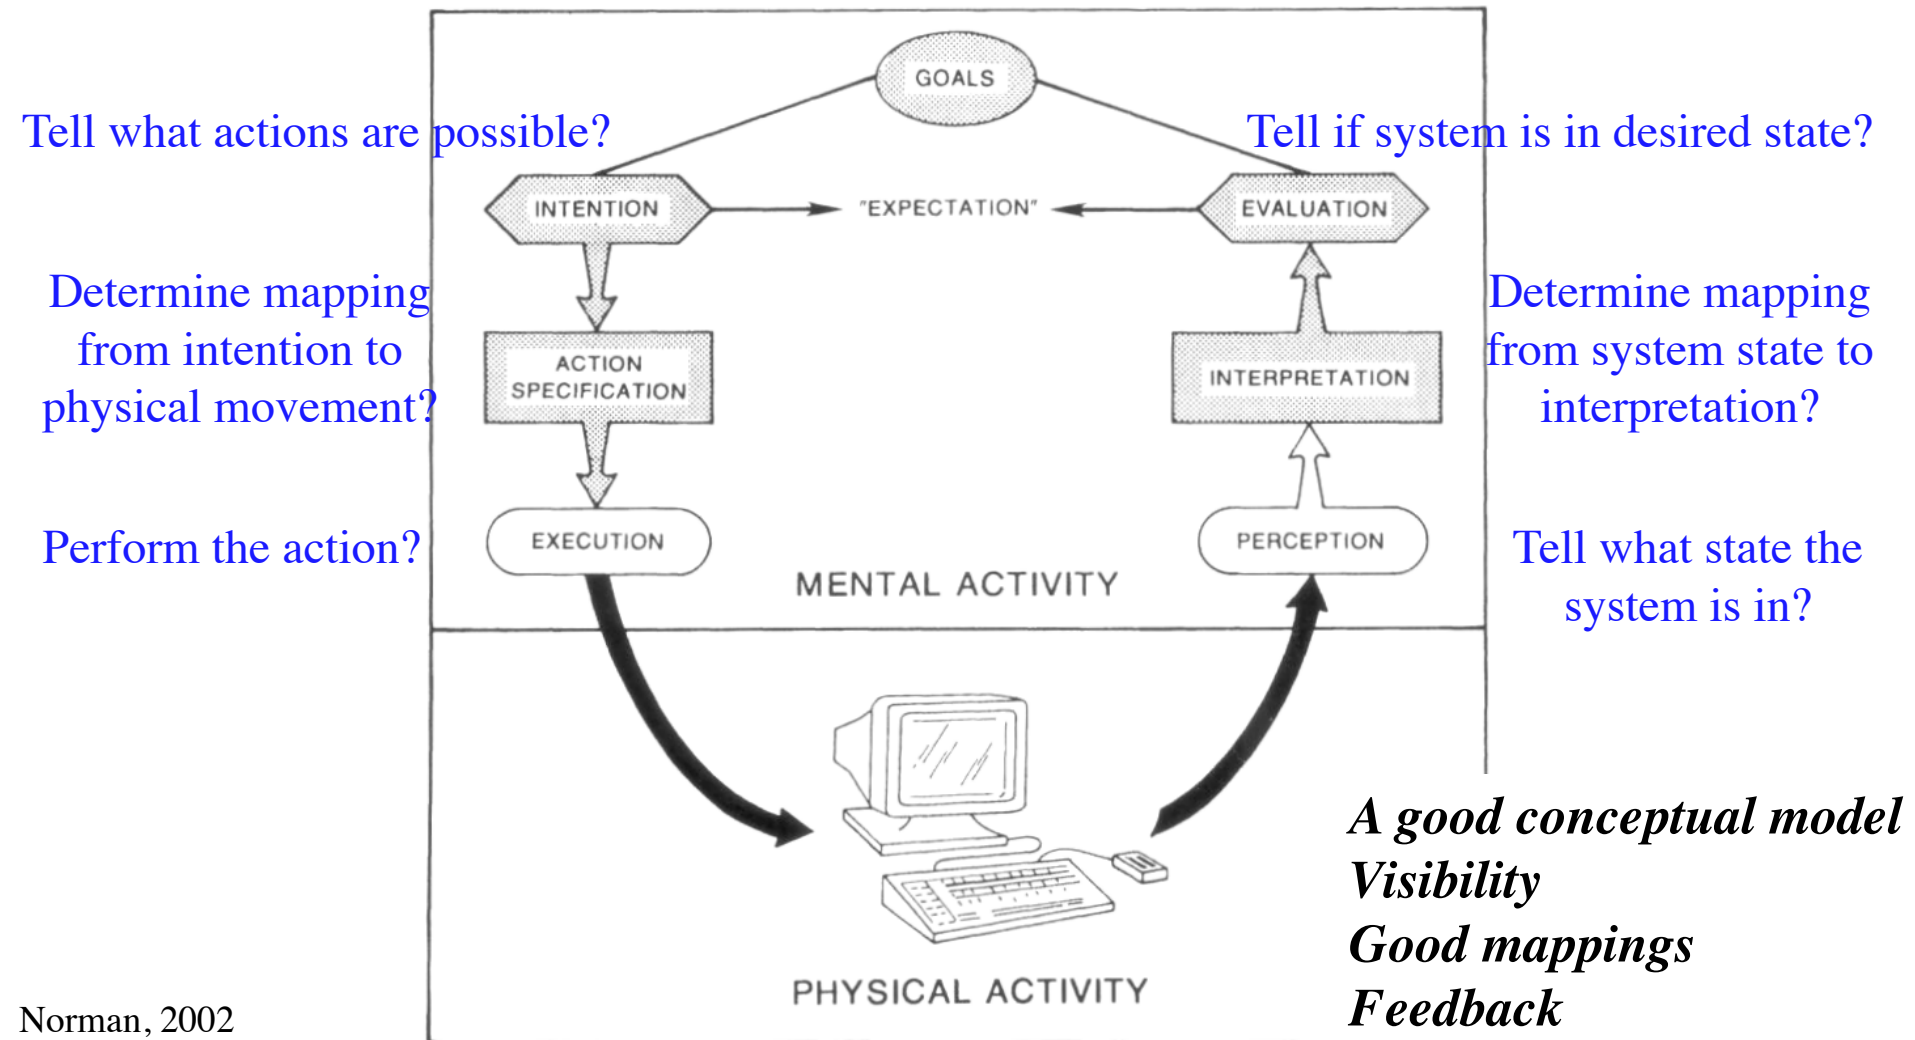 GOALS
Tell what actions are possible?
Tell if system is in desired state?
INTENTION
"EXPECTATION"
EVALUATION
Determine mapping
from intention to
physical movement?
Determine mapping
from system state to
interpretation?
ACTION
SPECIFICATION
INTERPRETATION
Perform the action?
EXECUTION
PERCEPTION
Tell what state the
system is in?
MENTAL ACTIVITY
A good conceptual model
Visibility
Good mappings
Feedback
PHYSICAL ACTIVITY
Norman, 2002